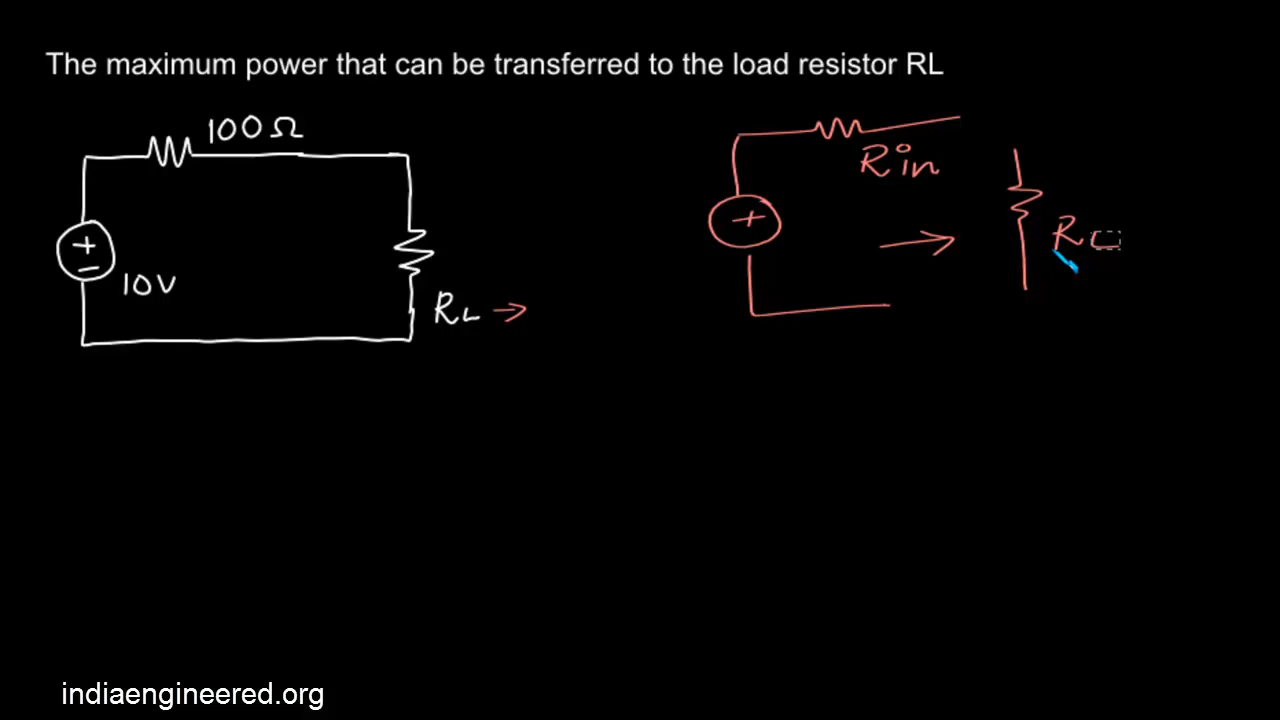 The maximum power that can be transferred to the load resistor RL
100Ω
+
−
10V
RL →
Rin
+
→
R
indiaengineered.org